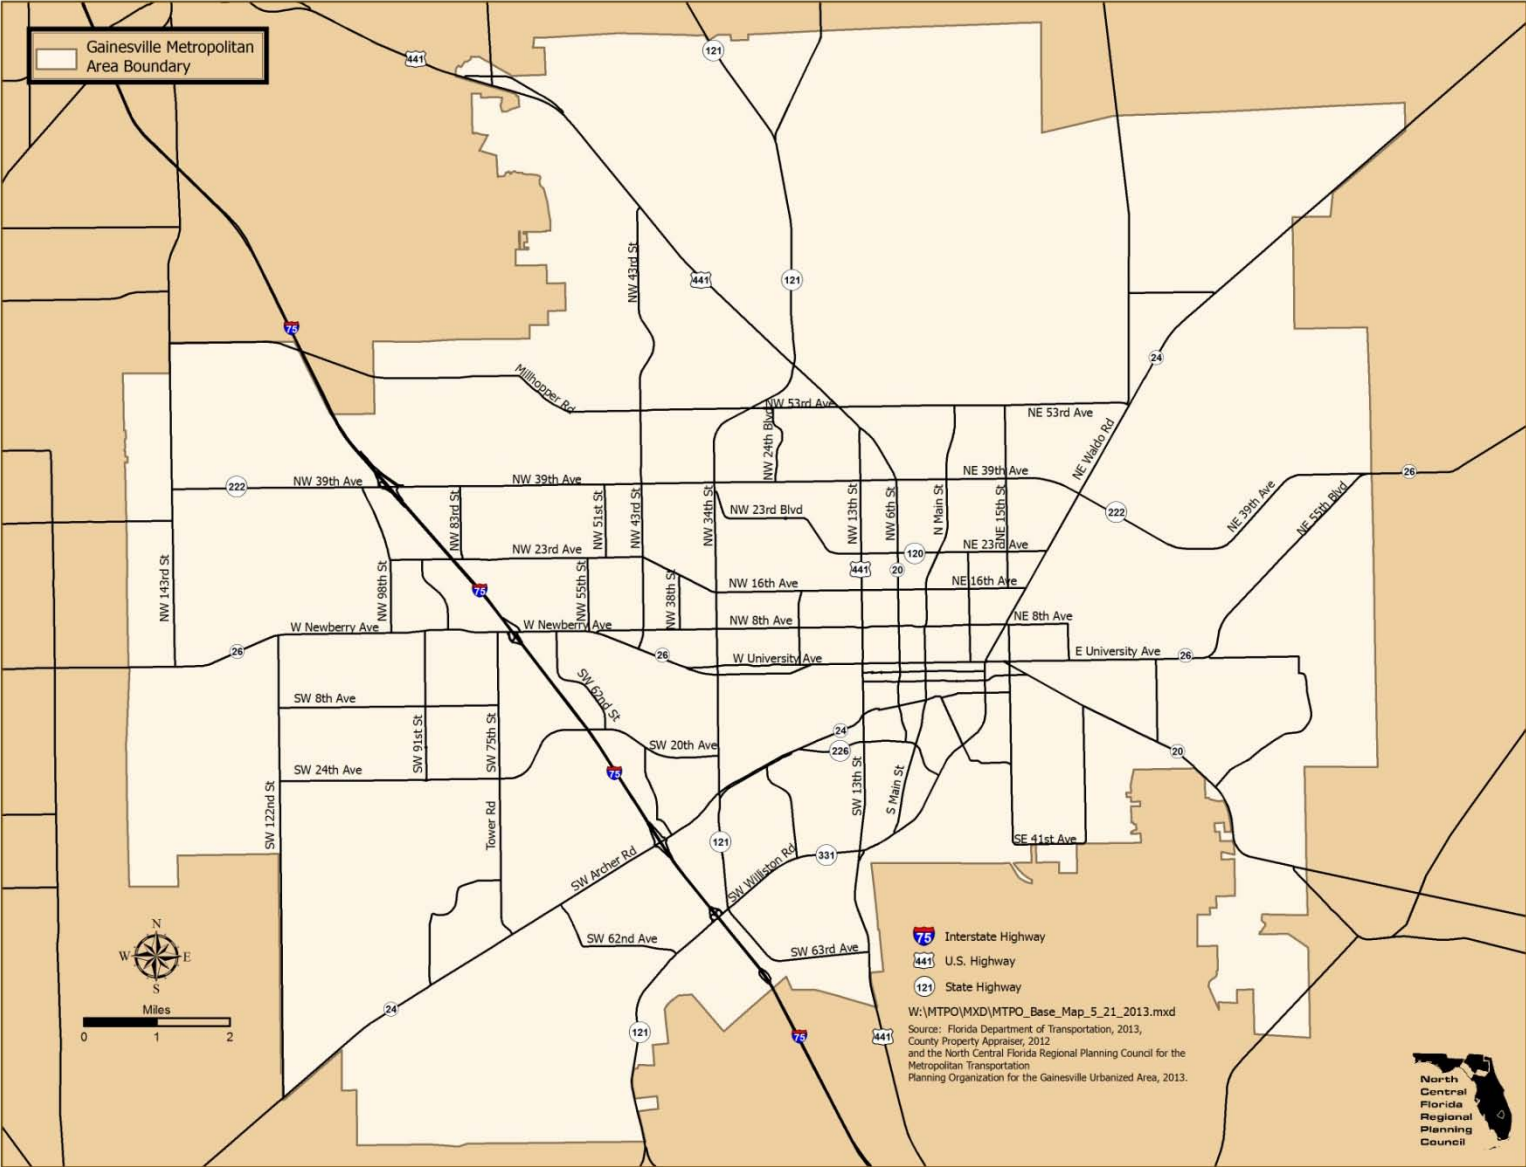 Gainesville Metropolitan
Area Boundary
441
121
NW 43rd St
441
121
75
24
Millhopper Rd
NW 53rd Ave
NE 53rd Ave
NW 24th Blvd
NE Waldo Rd
222
NW 39th Ave
NW 39th Ave
NE 39th Ave
26
NW 83rd St
NW 51st St
NW 43rd St
NW 34th St
NW 23rd Blvd
NW 13th St
NW 6th St
N Main St
NE 15th St
222
NE 39th Ave
NE 55th Blvd
NW 23rd Ave
120
NE 23rd Ave
NW 143rd St
NW 98th St
75
NW 55th St
NW 38th St
441
20
NW 16th Ave
NE 16th Ave
W Newberry Ave
W Newberry Ave
NW 8th Ave
NE 8th Ave
26
26
W University Ave
E University Ave
26
SW 62nd St
SW 8th Ave
SW 91st St
SW 75th St
SW 20th Ave
24
226
20
SW 24th Ave
75
SW 122nd St
Tower Rd
SW 13th St
S Main St
121
SW Archer Rd
SW Williston Rd
331
SE 41st Ave
SW 62nd Ave
SW 63rd Ave
24
121
75
441
N
W
E
S
Miles
0
1
2
75
Interstate Highway
441
U.S. Highway
121
State Highway
W:\MTPO\MXD\MTPO_Base_Map_5_21_2013.mxd
Source: Florida Department of Transportation, 2013,
County Property Appraiser, 2012
and the North Central Florida Regional Planning Council for the
Metropolitan Transportation
Planning Organization for the Gainesville Urbanized Area, 2013.
North
Central
Florida
Regional
Planning
Council